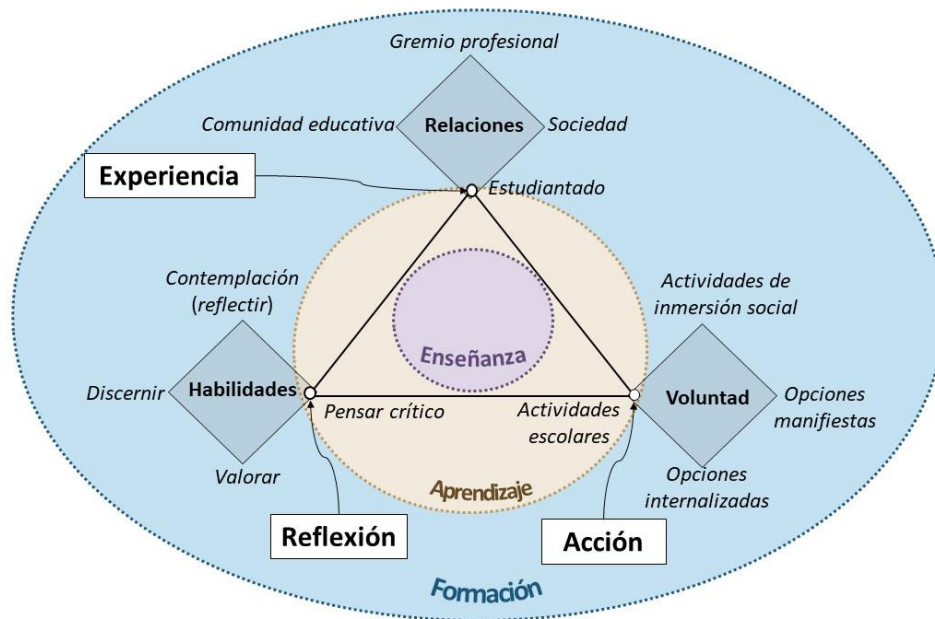 Gremio profesional
Comunidad educativa
Relaciones
Sociedad
Experiencia
Estudiantado
Contemplación
(reflectir)
Actividades de
inmersión social
Enseñanza
Discernir
Habilidades
Voluntad
Opciones
manifiestas
Pensar crítico
Actividades
escolares
Valorar
Opciones
internalizadas
Aprendizaje
Reflexión
Acción
Formación